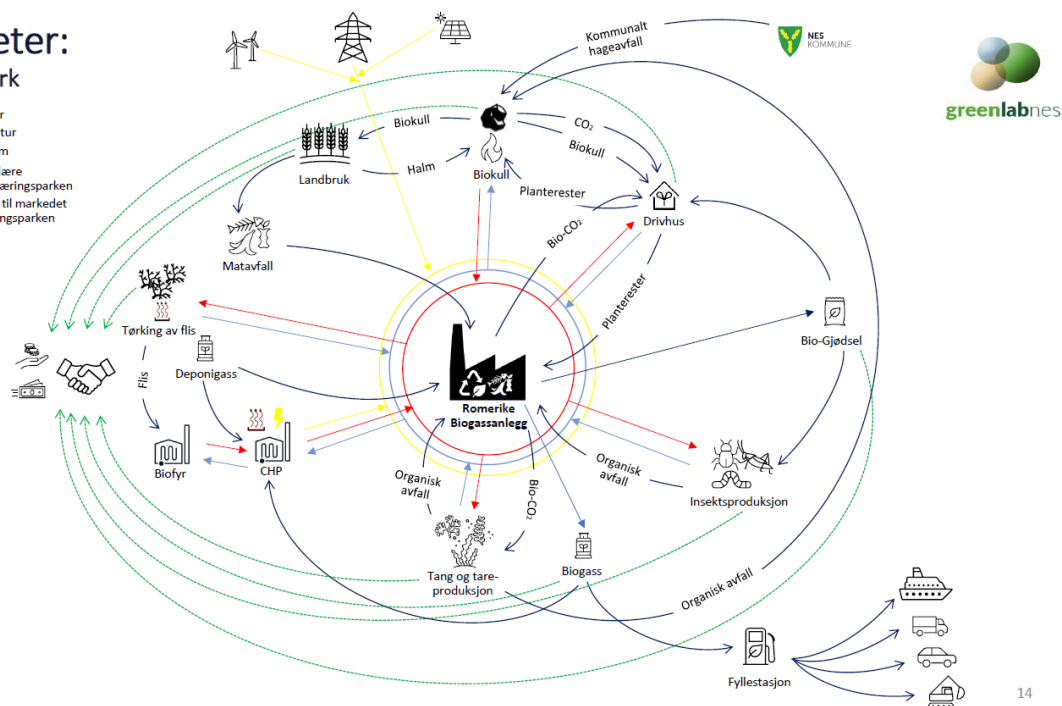 eter:
rk
r
tur
m
ære
æringsparken
til markedet
ngsparken
Kommunalt
hageavfall
NES
KOMMUNE
greenlabnes
Biokull
CO₂
Biokull
Landbruk
Halm
Biokull
Planterester
Drivhus
Bio-CO₂
Matavfall
Planterester
Tørking av flis
Deponigass
Bio-Gjødsel
Flis
Romerike
Biogassanlegg
Biofyr
CHP
Organisk
avfall
Bio-CO₂
Organisk
avfall
Insektsproduksjon
Tang og tare-
produksjon
Biogass
Organisk avfall
Fyllestasjon
14